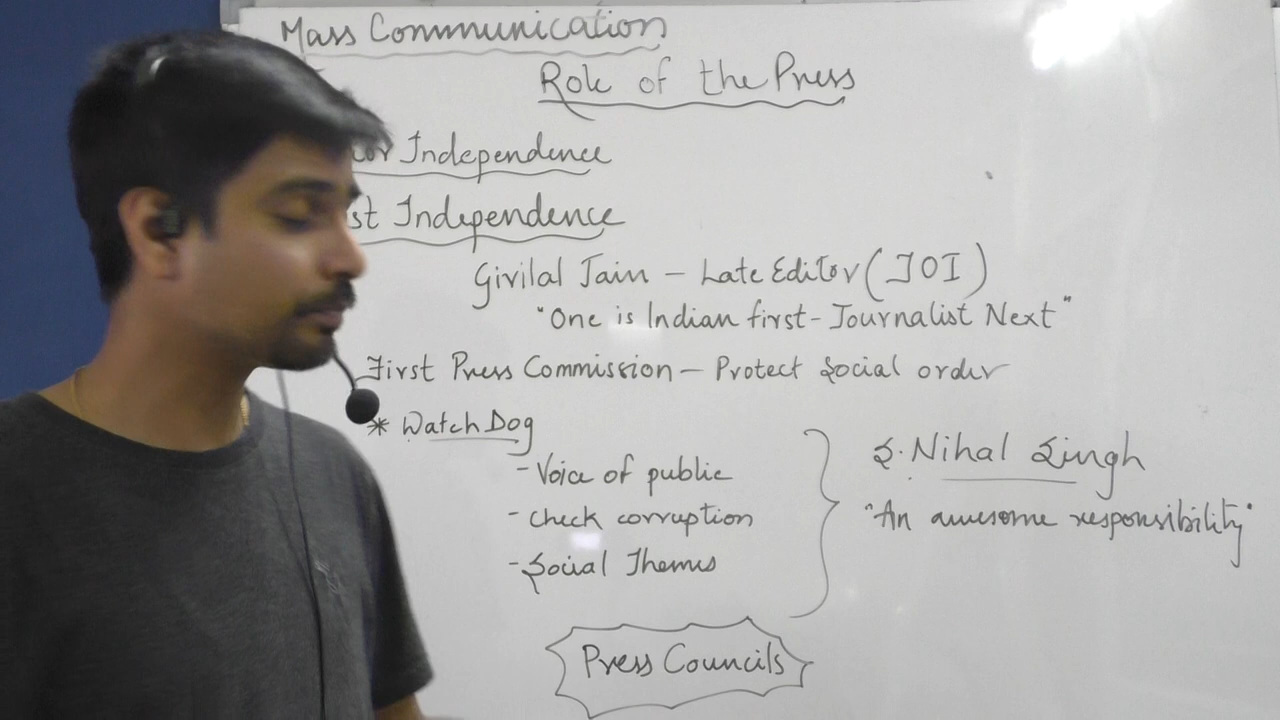 Mass Communication
Role of the Press
Independence
st Independence
Girilal Jain - Late Editor (TOI)
"One is Indian first - Journalist Next"
First Press Commission - Protect Social order
* Watch Dog
- Voice of public
- Check corruption
- Social Themes
S. Nihal Singh
"An awesome responsibility"
Press Councils